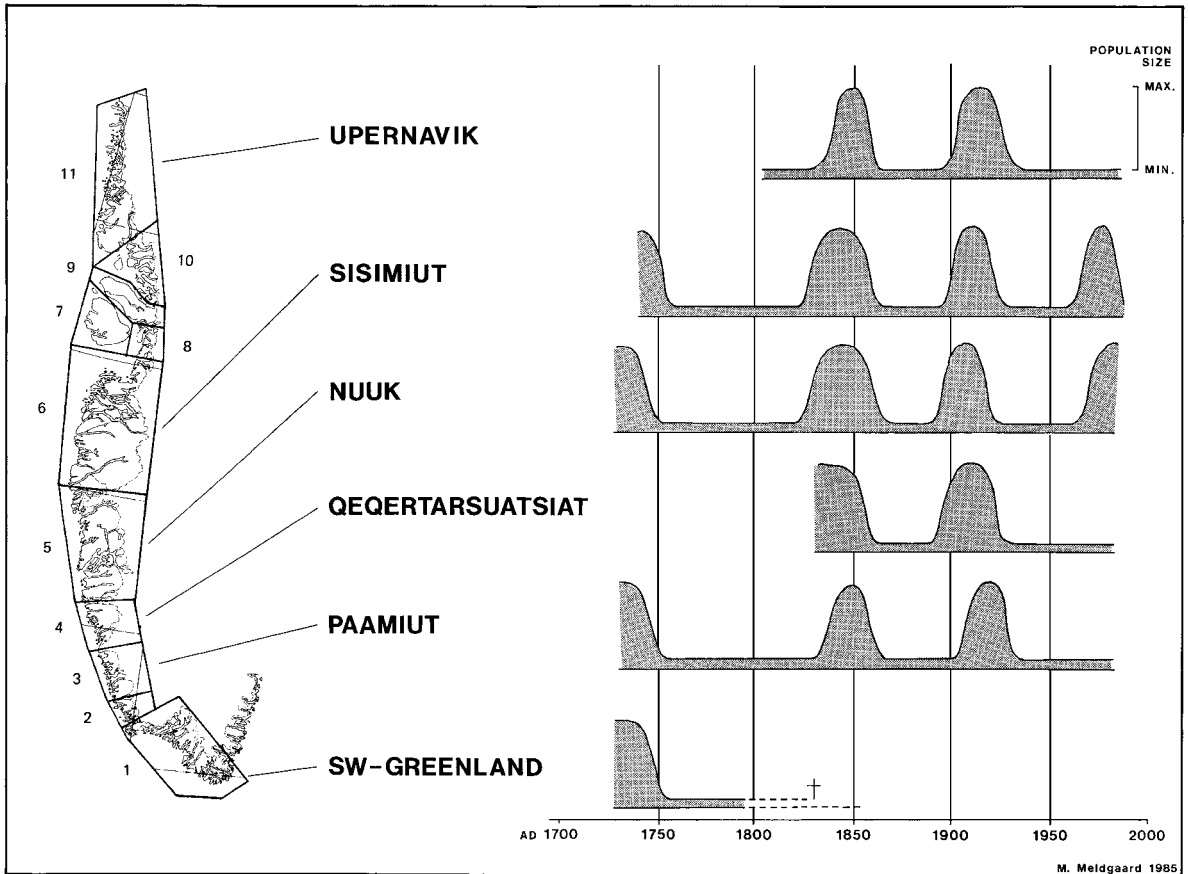 POPULATION
SIZE
MAX.
MIN.
UPERNAVIK
SISIMIUT
NUUK
QEQERTARSUATSIAT
PAAMIUT
SW-GREENLAND
11
10
9
7
8
6
5
4
3
2
1
AD 1700 1750 1800 1850 1900 1950 2000
M. Meldgaard 1985